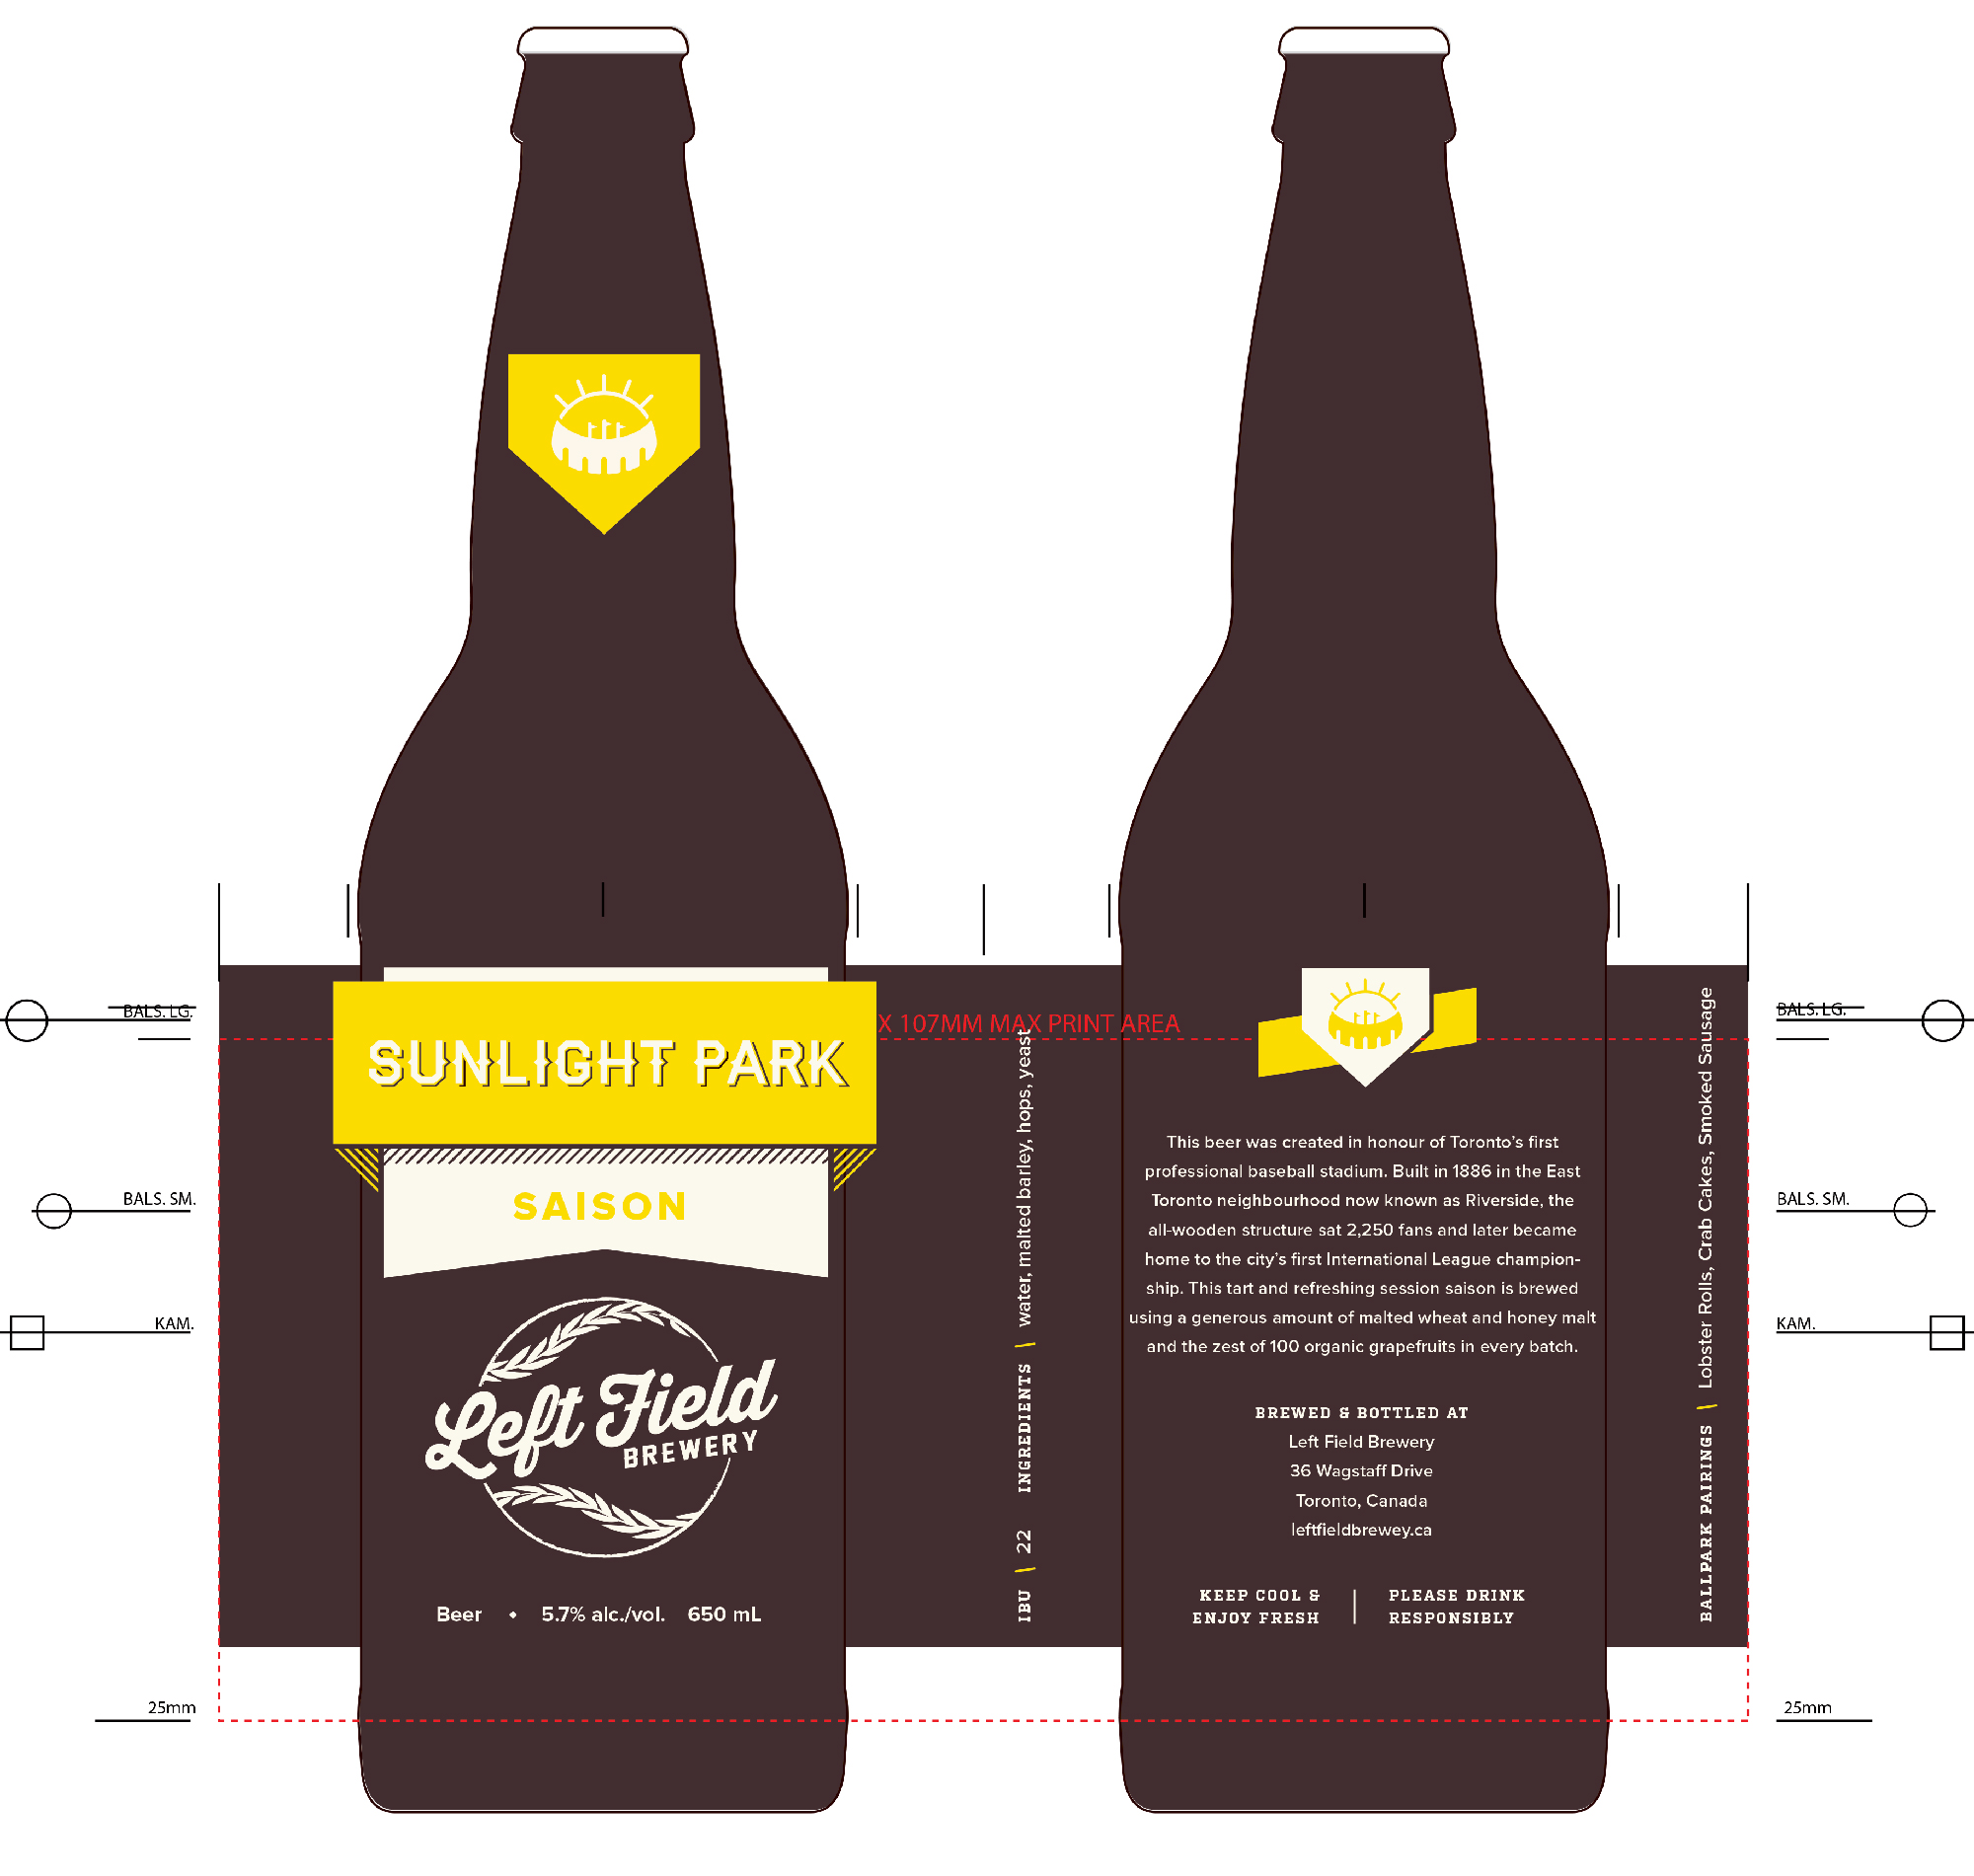 SUNLIGHT PARK
SAISON
Left Field
BREWERY
Beer • 5.7% alc./vol. 650 mL
IBU | 22 INGREDIENTS | water, malted barley, hops, yeast
X 107MM MAX PRINT AREA
This beer was created in honour of Toronto’s first
professional baseball stadium. Built in 1886 in the East
Toronto neighbourhood now known as Riverside, the
all-wooden structure sat 2,250 fans and later became
home to the city’s first International League champion-
ship. This tart and refreshing session saison is brewed
using a generous amount of malted wheat and honey malt
and the zest of 100 organic grapefruits in every batch.
BREWED & BOTTLED AT
Left Field Brewery
36 Wagstaff Drive
Toronto, Canada
leftfieldbrewey.ca
KEEP COOL &
ENJOY FRESH
PLEASE DRINK
RESPONSIBLY
BALLPARK PAIRINGS | Lobster Rolls, Crab Cakes, Smoked Sausage
BALS. LG.
BALS. SM.
KAM.
25mm
BALS. LG.
BALS. SM.
KAM.
25mm